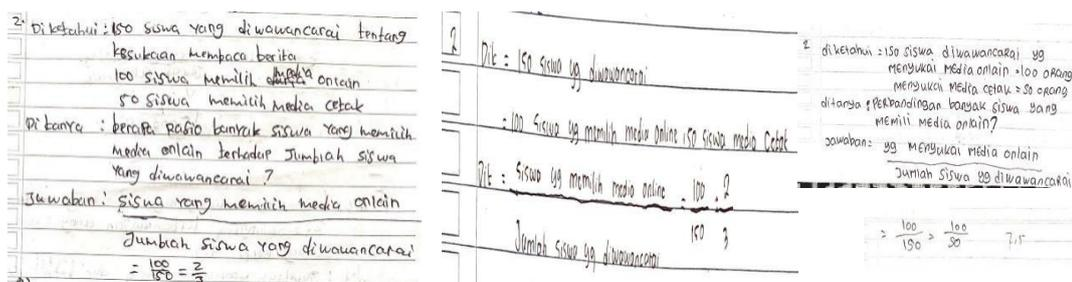 2. Diketahui : 150 siswa yang diwawancarai tentang
kesukaan membaca berita
100 siswa memilih media onlain
50 siswa memilih media cetak
Ditanya : berapa rasio banyak siswa yang memilih
media onlain terhadap Jumblah siswa
yang diwawancarai ?
Jawaban : siswa yang memilih media onlain
Jumblah siswa yang diwawancarai
= 100/150 = 2/3
2
Dit = 150 siswa yg diwawancarai
= 100 siswa yg memilih media online, 50 siswa media cetak
Dit = siswa yg memilih media online = 100 = 2
150 3
Jumlah siswa yg diwawancarai
2 diketahui = 150 siswa diwawancarai yg
menyukai media onlain = 100 orang
menyukai media cetak = 50 orang
ditanya : Perbandingan banyak siswa yang
memili media onlain?
Jawaban = yg menyukai media onlain
Jumlah siswa yg diwawancarai
= 100/150 = 100/50